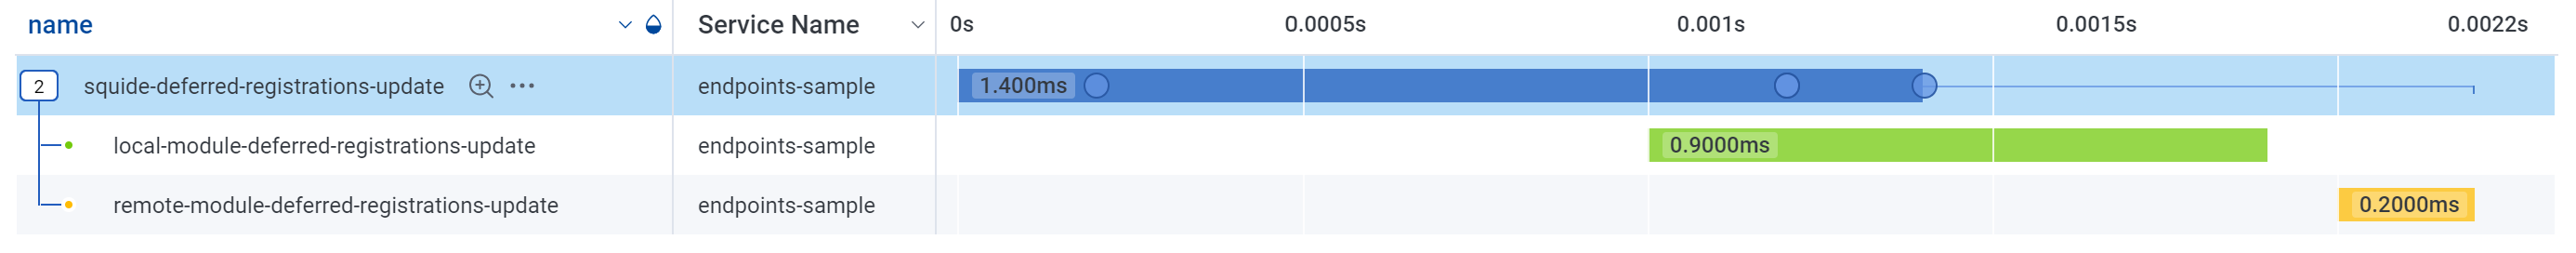 name Service Name 0s 0.0005s 0.001s 0.0015s 0.0022s
2 squide-deferred-registrations-update endpoints-sample 1.400ms
local-module-deferred-registrations-update endpoints-sample 0.9000ms
remote-module-deferred-registrations-update endpoints-sample 0.2000ms